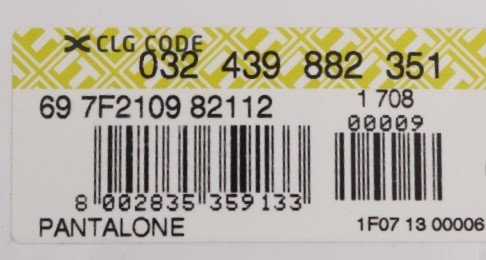 CLG CODE
032 439 882 351
69 7F2109 82112
1 708
00009
8 002835 359133
PANTALONE
1F07 13 00006